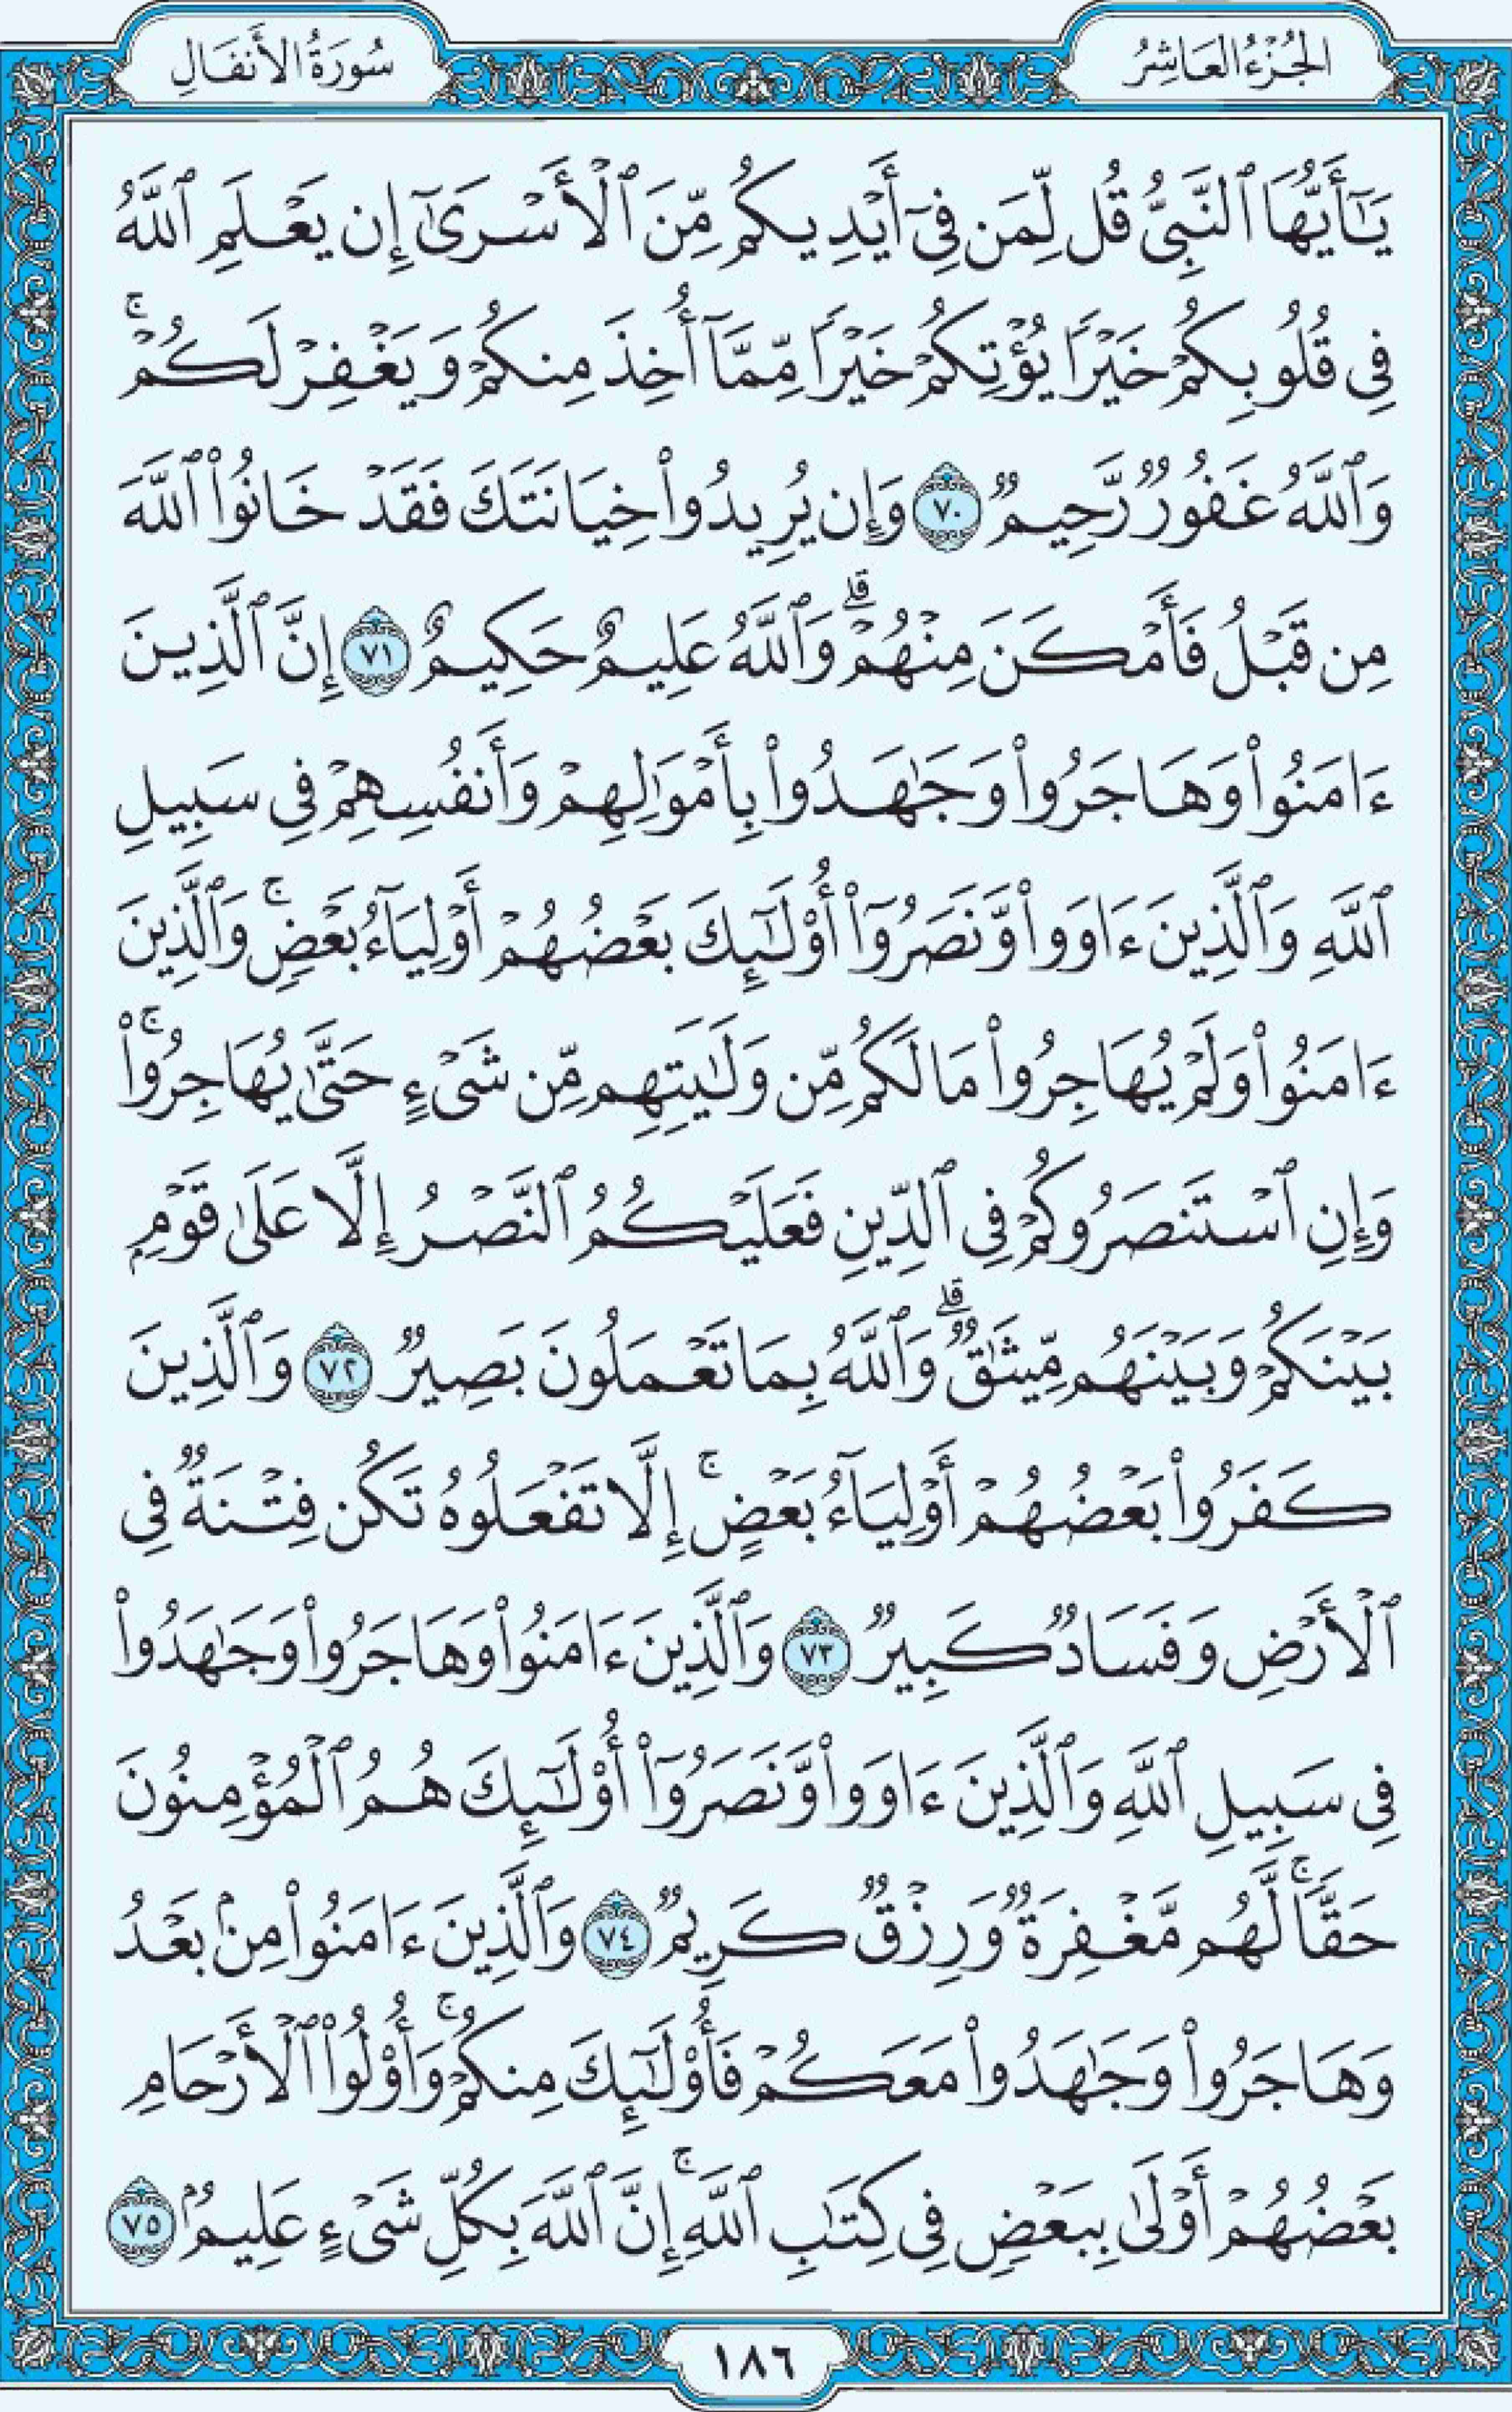 الجُزْءُ العَاشِرُ
سُورَةُ الأَنفَالِ
يَـٰٓأَيُّهَا ٱلنَّبِىُّ قُل لِّمَن فِىٓ أَيْدِيكُم مِّنَ ٱلْأَسْرَىٰٓ إِن يَعْلَمِ ٱللَّهُ
فِى قُلُوبِكُمْ خَيْرًا يُؤْتِكُمْ خَيْرًا مِّمَّآ أُخِذَ مِنكُمْ وَيَغْفِرْ لَكُمْ ۚ
وَٱللَّهُ غَفُورٌ رَّحِيمٌ ٧٠ وَإِن يُرِيدُوا۟ خِيَانَتَكَ فَقَدْ خَانُوا۟ ٱللَّهَ
مِن قَبْلُ فَأَمْكَنَ مِنْهُمْ ۗ وَٱللَّهُ عَلِيمٌ حَكِيمٌ ٧١ إِنَّ ٱلَّذِينَ
ءَامَنُوا۟ وَهَاجَرُوا۟ وَجَـٰهَدُوا۟ بِأَمْوَٰلِهِمْ وَأَنفُسِهِمْ فِى سَبِيلِ
ٱللَّهِ وَٱلَّذِينَ ءَاوَوا۟ وَّنَصَرُوٓا۟ أُو۟لَـٰٓئِكَ بَعْضُهُمْ أَوْلِيَآءُ بَعْضٍ ۚ وَٱلَّذِينَ
ءَامَنُوا۟ وَلَمْ يُهَاجِرُوا۟ مَا لَكُم مِّن وَلَـٰيَتِهِم مِّن شَىْءٍ حَتَّىٰ يُهَاجِرُوا۟ ۚ
وَإِنِ ٱسْتَنصَرُوكُمْ فِى ٱلدِّينِ فَعَلَيْكُمُ ٱلنَّصْرُ إِلَّا عَلَىٰ قَوْمٍۭ
بَيْنَكُمْ وَبَيْنَهُم مِّيثَـٰقٌ ۗ وَٱللَّهُ بِمَا تَعْمَلُونَ بَصِيرٌ ٧٢ وَٱلَّذِينَ
كَفَرُوا۟ بَعْضُهُمْ أَوْلِيَآءُ بَعْضٍ ۚ إِلَّا تَفْعَلُوهُ تَكُن فِتْنَةٌ فِى
ٱلْأَرْضِ وَفَسَادٌ كَبِيرٌ ٧٣ وَٱلَّذِينَ ءَامَنُوا۟ وَهَاجَرُوا۟ وَجَـٰهَدُوا۟
فِى سَبِيلِ ٱللَّهِ وَٱلَّذِينَ ءَاوَوا۟ وَّنَصَرُوٓا۟ أُو۟لَـٰٓئِكَ هُمُ ٱلْمُؤْمِنُونَ
حَقًّا ۚ لَّهُم مَّغْفِرَةٌ وَرِزْقٌ كَرِيمٌ ٧٤ وَٱلَّذِينَ ءَامَنُوا۟ مِنۢ بَعْدُ
وَهَاجَرُوا۟ وَجَـٰهَدُوا۟ مَعَكُمْ فَأُو۟لَـٰٓئِكَ مِنكُمْ ۚ وَأُو۟لُوا۟ ٱلْأَرْحَامِ
بَعْضُهُمْ أَوْلَىٰ بِبَعْضٍ فِى كِتَـٰبِ ٱللَّهِ ۚ إِنَّ ٱللَّهَ بِكُلِّ شَىْءٍ عَلِيمٌۢ ٧٥
١٨٦